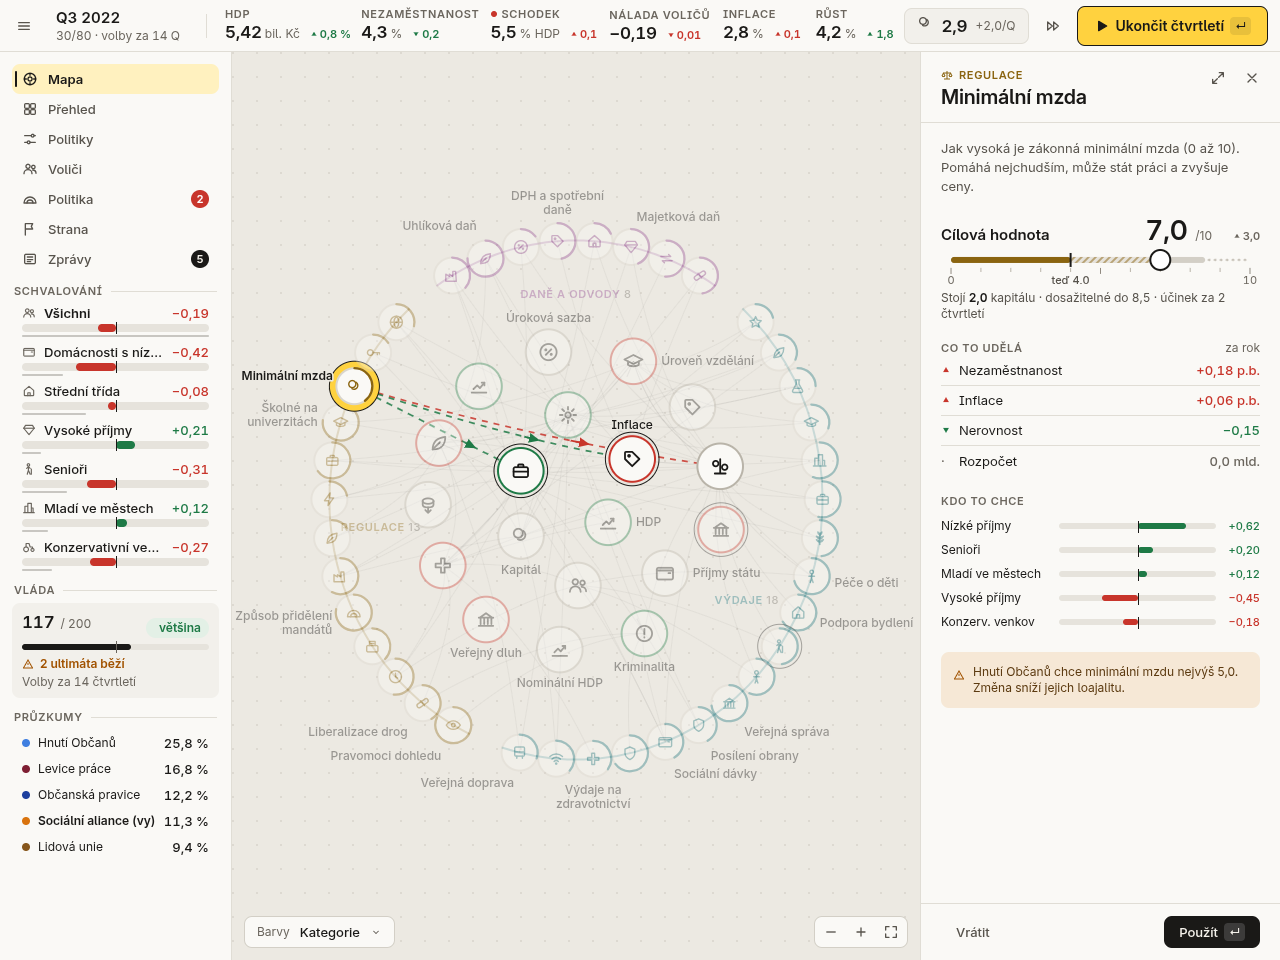 Q3 2022
30/80 · volby za 14 Q
HDP
5,42 bil. Kč ▲0,8 %
NEZAMĚSTNANOST
4,3 % ▼0,2
SCHODEK
5,5 % HDP ▲0,1
NÁLADA VOLIČŮ
−0,19 ▼0,01
INFLACE
2,8 % ▲0,1
RŮST
4,2 % ▲1,8
2,9 +2,0/Q
Ukončit čtvrtletí ↵
Mapa
Přehled
Politiky
Voliči
Politika 2
Strana
Zprávy 5
SCHVALOVÁNÍ
Všichni −0,19
Domácnosti s níz... −0,42
Střední třída −0,08
Vysoké příjmy +0,21
Senioři −0,31
Mladí ve městech +0,12
Konzervativní ve... −0,27
VLÁDA
117 / 200 většina
2 ultimáta běží
Volby za 14 čtvrtletí
PRŮZKUMY
Hnutí Občanů 25,8 %
Levice práce 16,8 %
Občanská pravice 12,2 %
Sociální aliance (vy) 11,3 %
Lidová unie 9,4 %
DPH a spotřební
daně
Uhlíková daň
Majetková daň
DANĚ A ODVODY 8
Úroková sazba
Úroveň vzdělání
Minimální mzda
Školné na
univerzitách
Inflace
REGULACE 13
HDP
Kapitál
Příjmy státu
Péče o děti
VÝDAJE 18
Způsob přidělení
mandátů
Podpora bydlení
Veřejný dluh
Kriminalita
Nominální HDP
Liberalizace drog
Veřejná správa
Pravomoci dohledu
Posílení obrany
Sociální dávky
Veřejná doprava
Výdaje na
zdravotnictví
Barvy Kategorie
REGULACE
Minimální mzda
Jak vysoká je zákonná minimální mzda (0 až 10).
Pomáhá nejchudším, může stát práci a zvyšuje
ceny.
Cílová hodnota 7,0 /10 ▲3,0
0 teď 4.0 10
Stojí 2,0 kapitálu · dosažitelné do 8,5 · účinek za 2
čtvrtletí
CO TO UDĚLÁ za rok
▲ Nezaměstnanost +0,18 p.b.
▲ Inflace +0,06 p.b.
▼ Nerovnost −0,15
· Rozpočet 0,0 mld.
KDO TO CHCE
Nízké příjmy +0,62
Senioři +0,20
Mladí ve městech +0,12
Vysoké příjmy −0,45
Konzerv. venkov −0,18
Hnutí Občanů chce minimální mzdu nejvýš 5,0.
Změna sníží jejich loajalitu.
Vrátit
Použít ↵